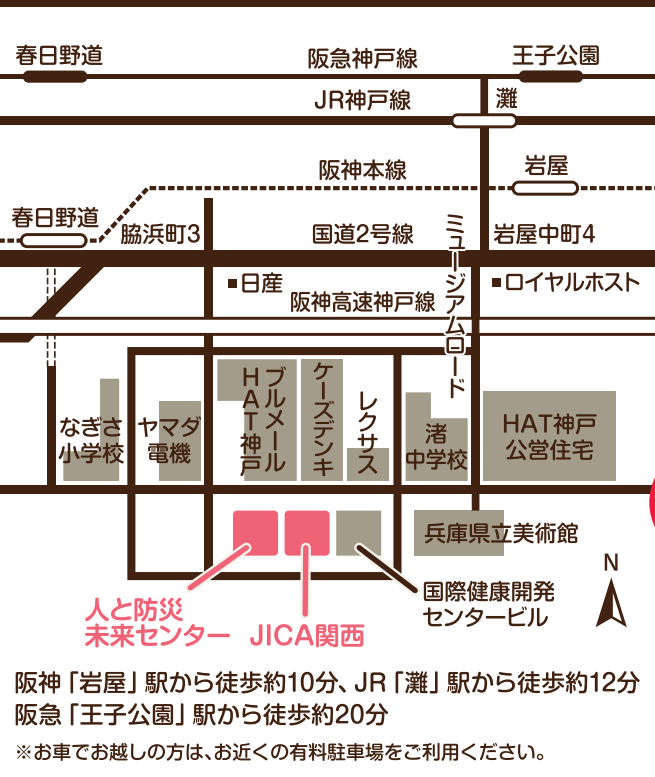 春日野道
阪急神戸線
王子公園
JR神戸線
灘
阪神本線
岩屋
春日野道
脇浜町3
国道2号線
ミュージアムロード
岩屋中町4
■日産
■ロイヤルホスト
阪神高速神戸線
なぎさ
小学校
ヤマダ
電機
ブルメール
HAT神戸
ケーズデンキ
レクサス
渚
中学校
HAT神戸
公営住宅
兵庫県立美術館
N
人と防災
未来センター
JICA関西
国際健康開発
センタービル
阪神「岩屋」駅から徒歩約10分、JR「灘」駅から徒歩約12分
阪急「王子公園」駅から徒歩約20分
※お車でお越しの方は、お近くの有料駐車場をご利用ください。